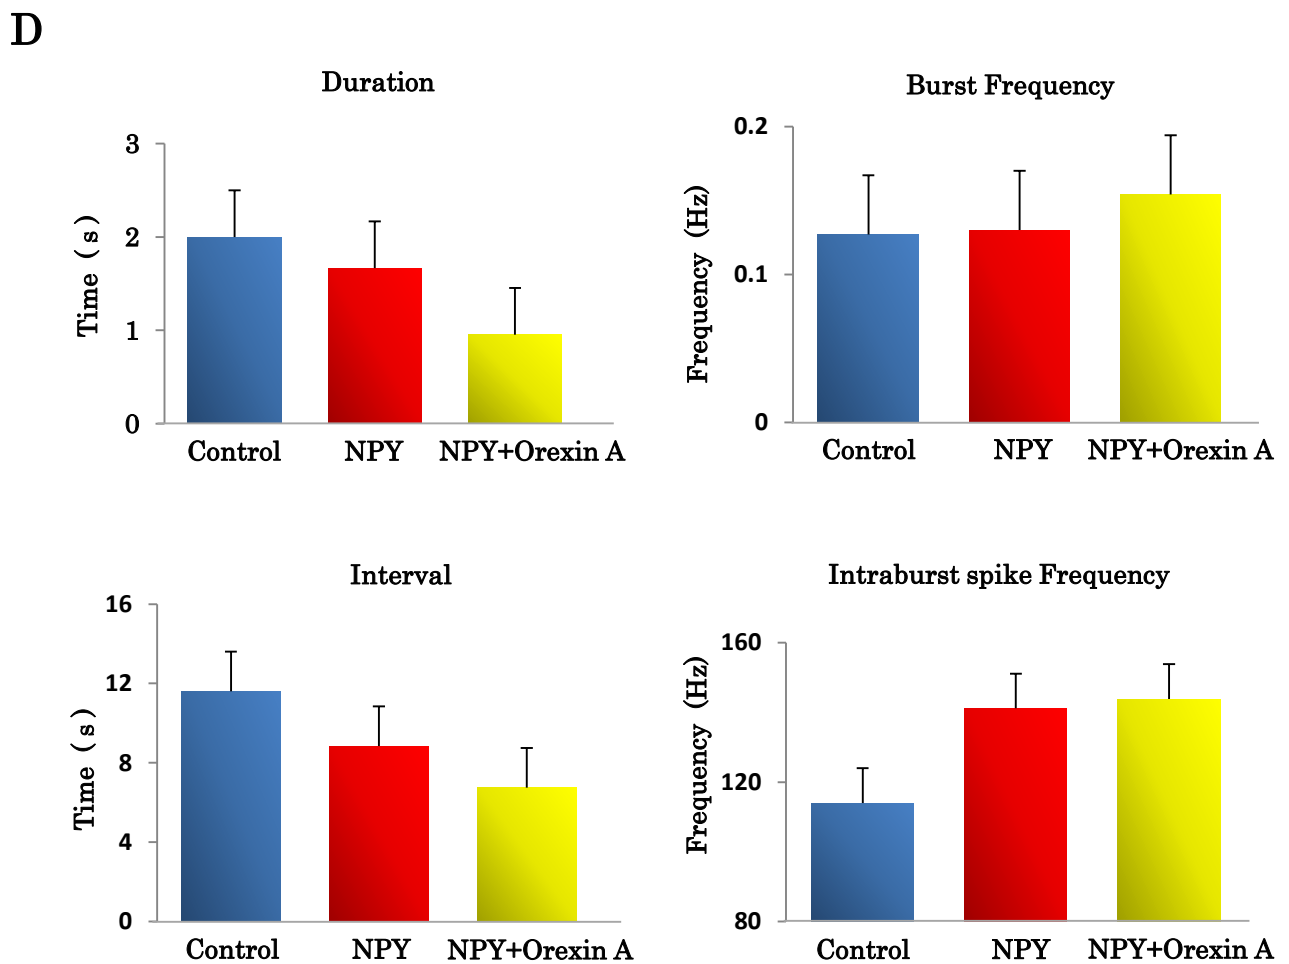 D
Duration
3
2
1
0
Time (s)
Control NPY NPY+Orexin A
Burst Frequency
0.2
0.1
0
Frequency (Hz)
Control NPY NPY+Orexin A
Interval
16
12
8
4
0
Time (s)
Control NPY NPY+Orexin A
Intraburst spike Frequency
160
120
80
Frequency (Hz)
Control NPY NPY+Orexin A